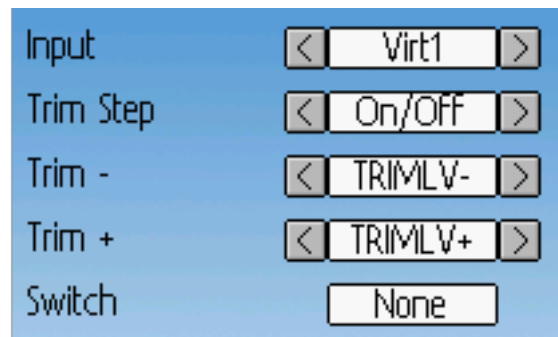 Input < Virt1 >
Trim Step < On/Off >
Trim - < TRIMLV- >
Trim + < TRIMLV+ >
Switch None